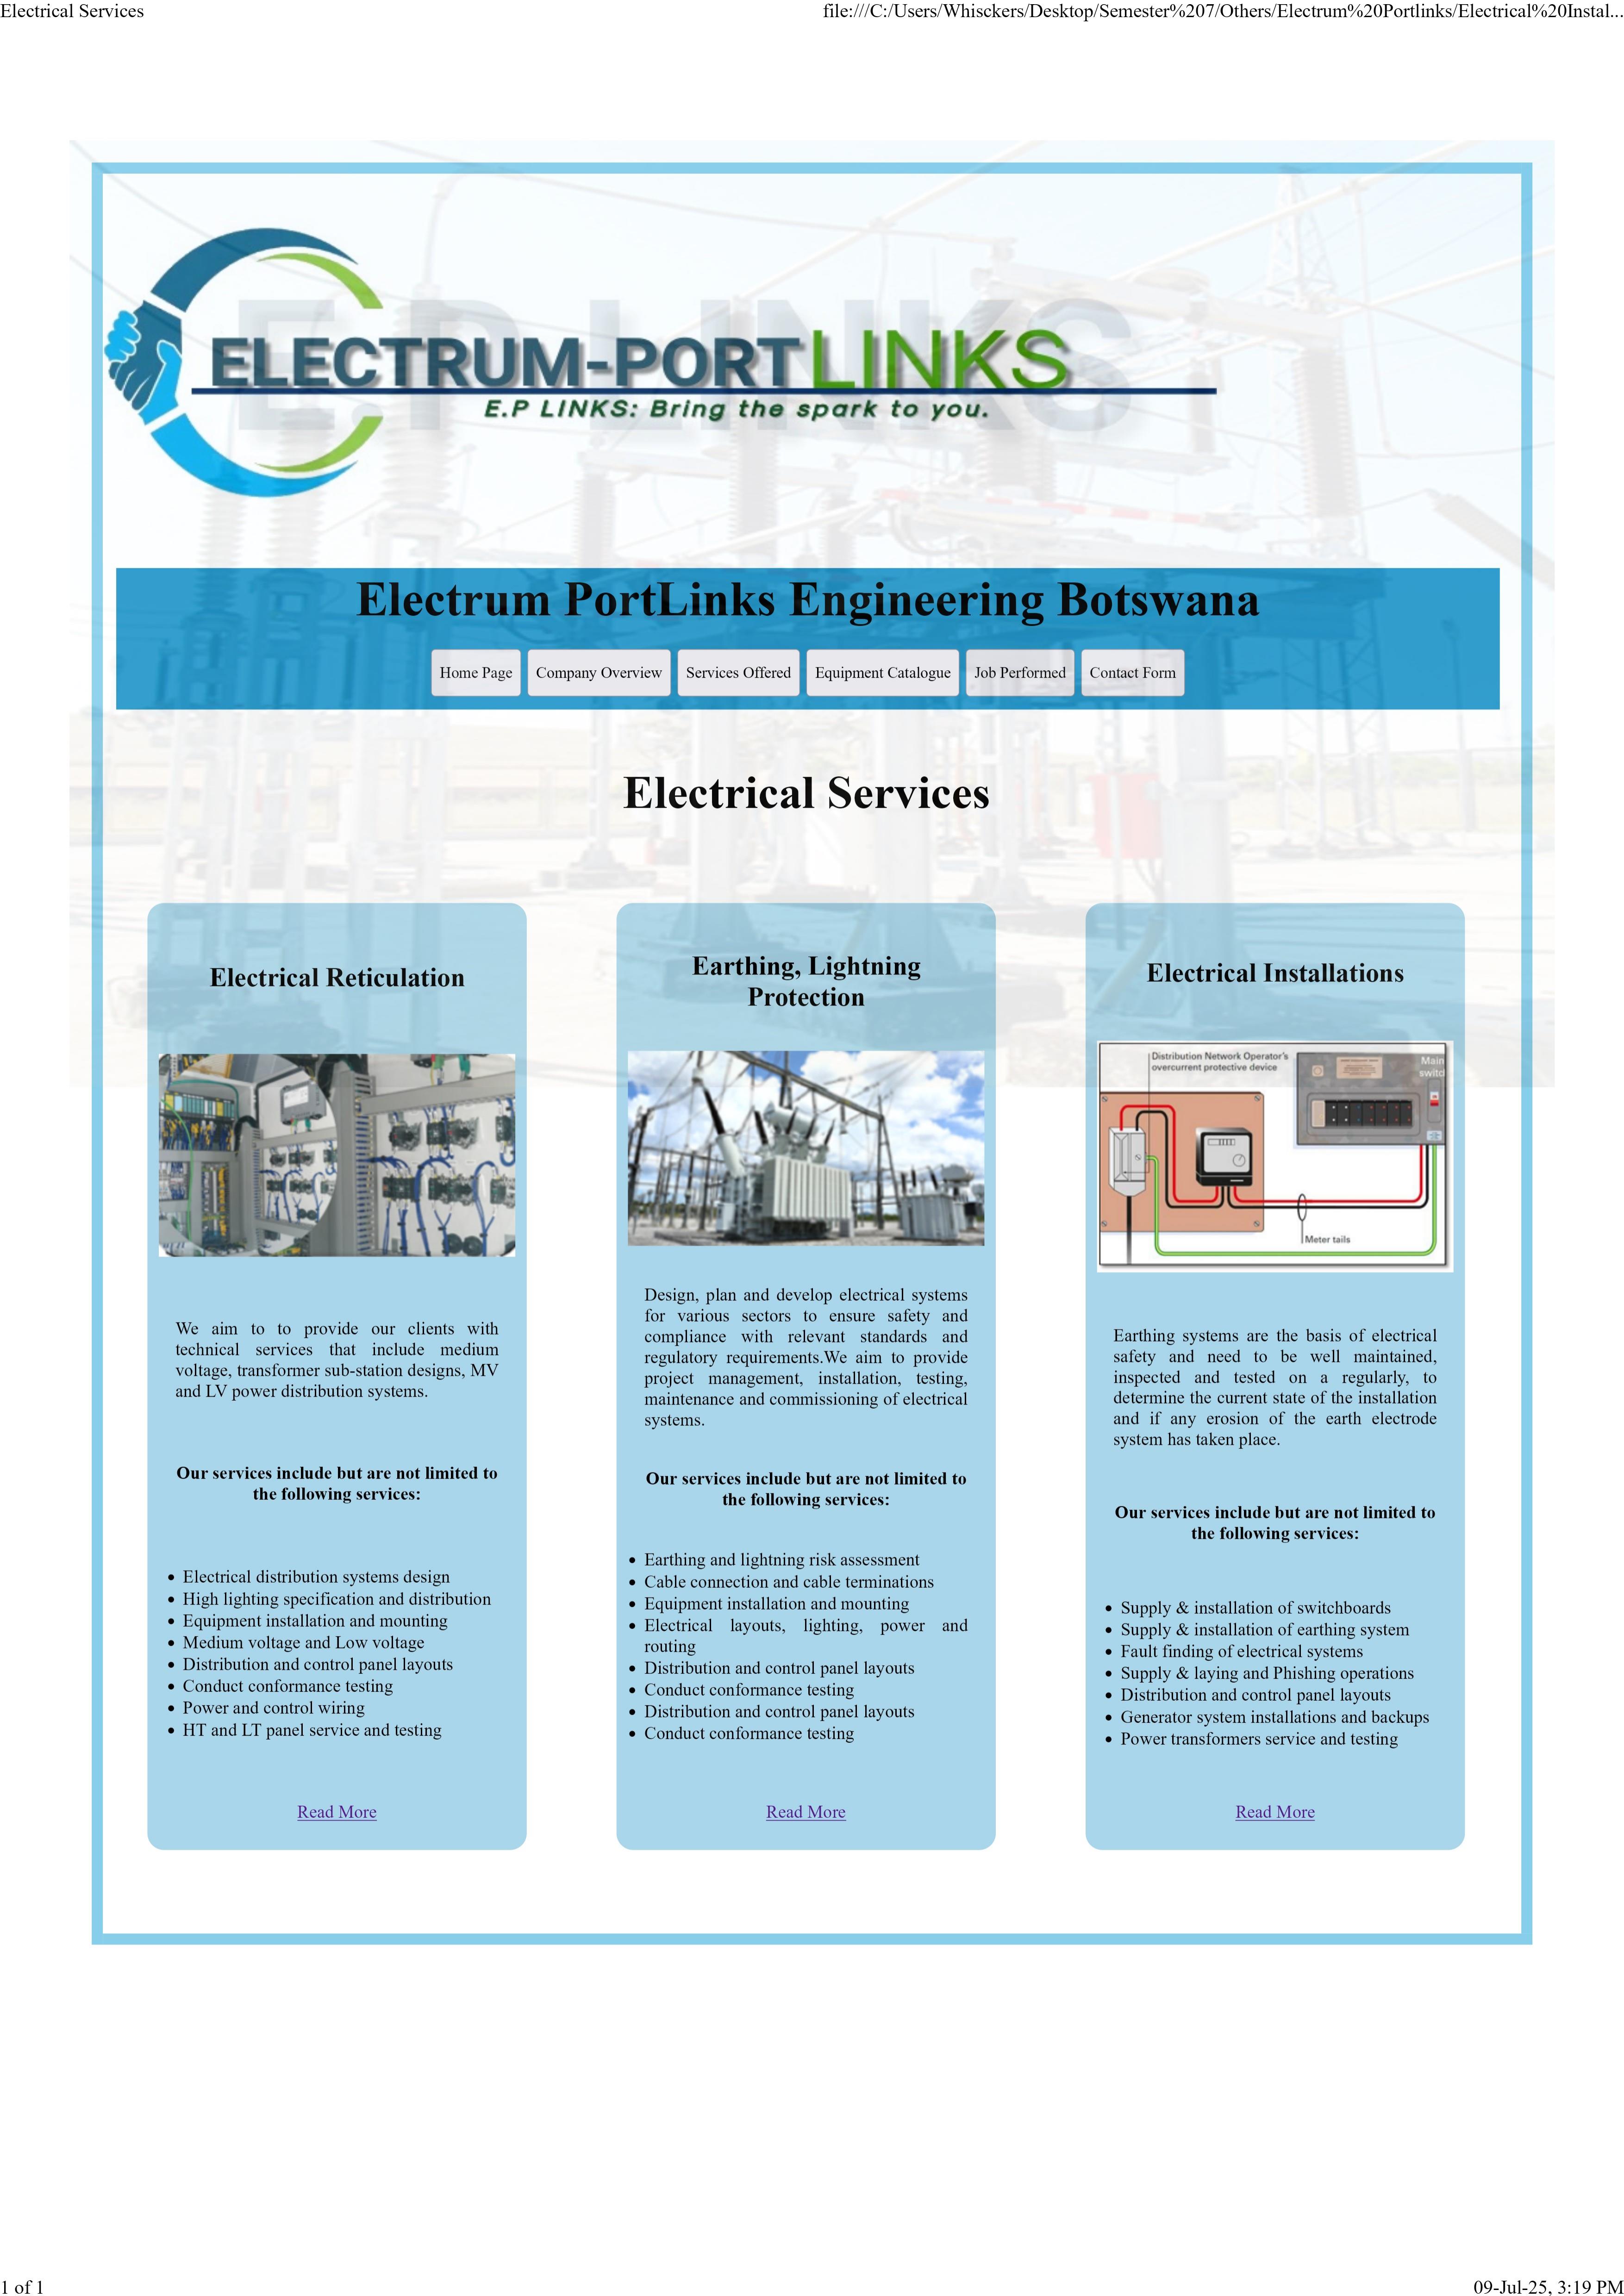 Electrical Services
file:///C:/Users/Whisckers/Desktop/Semester%207/Others/Electrum%20Portlinks/Electrical%20Instal...
E.P LINKS
ELECTRUM-PORT LINKS
E.P LINKS: Bring the spark to you.
Electrum PortLinks Engineering Botswana
Home Page
Company Overview
Services Offered
Equipment Catalogue
Job Performed
Contact Form
Electrical Services
Electrical Reticulation
We aim to to provide our clients with
technical services that include medium
voltage, transformer sub-station designs, MV
and LV power distribution systems.
Our services include but are not limited to
the following services:
• Electrical distribution systems design
• High lighting specification and distribution
• Equipment installation and mounting
• Medium voltage and Low voltage
• Distribution and control panel layouts
• Conduct conformance testing
• Power and control wiring
• HT and LT panel service and testing
Read More
Earthing, Lightning
Protection
Design, plan and develop electrical systems
for various sectors to ensure safety and
compliance with relevant standards and
regulatory requirements.We aim to provide
project management, installation, testing,
maintenance and commissioning of electrical
systems.
Our services include but are not limited to
the following services:
• Earthing and lightning risk assessment
• Cable connection and cable terminations
• Equipment installation and mounting
• Electrical layouts, lighting, power and
routing
• Distribution and control panel layouts
• Conduct conformance testing
• Distribution and control panel layouts
• Conduct conformance testing
Read More
Electrical Installations
Distribution Network Operator's
overcurrent protective device
Main
switch
Meter tails
Earthing systems are the basis of electrical
safety and need to be well maintained,
inspected and tested on a regularly, to
determine the current state of the installation
and if any erosion of the earth electrode
system has taken place.
Our services include but are not limited to
the following services:
• Supply & installation of switchboards
• Supply & installation of earthing system
• Fault finding of electrical systems
• Supply & laying and Phishing operations
• Distribution and control panel layouts
• Generator system installations and backups
• Power transformers service and testing
Read More
1 of 1
09-Jul-25, 3:19 PM